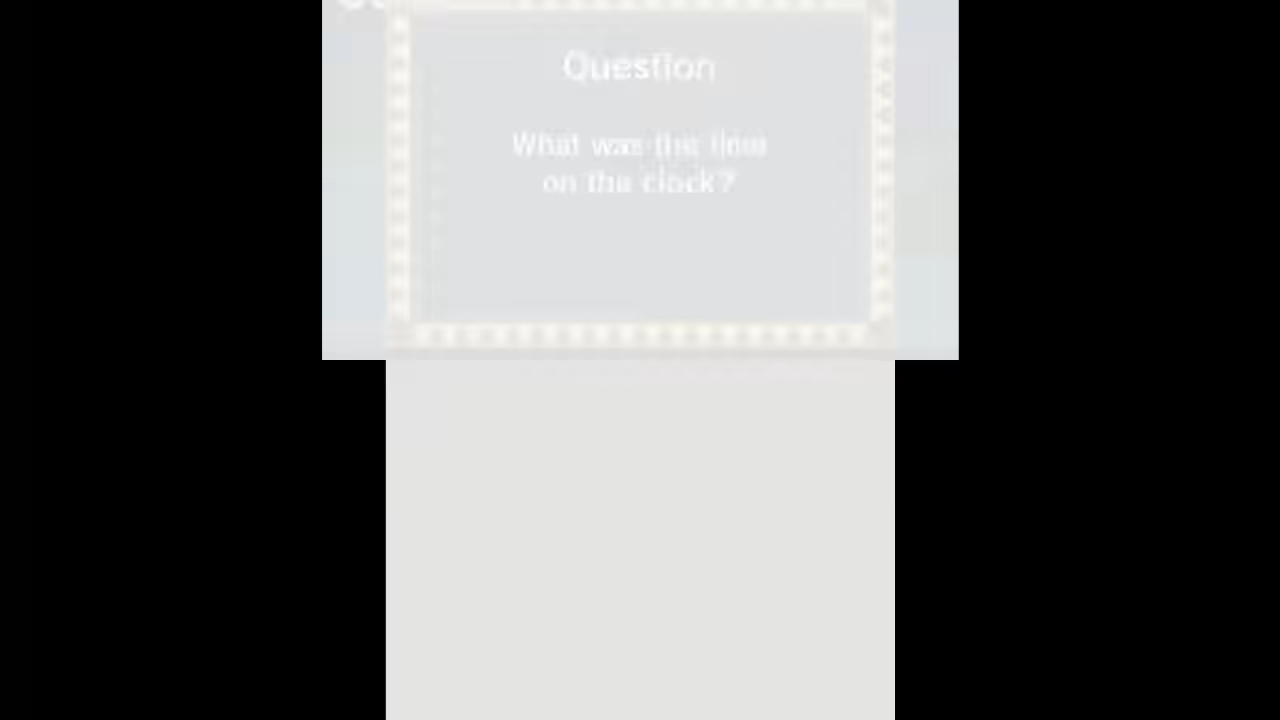 Question
What was the time
on the clock?